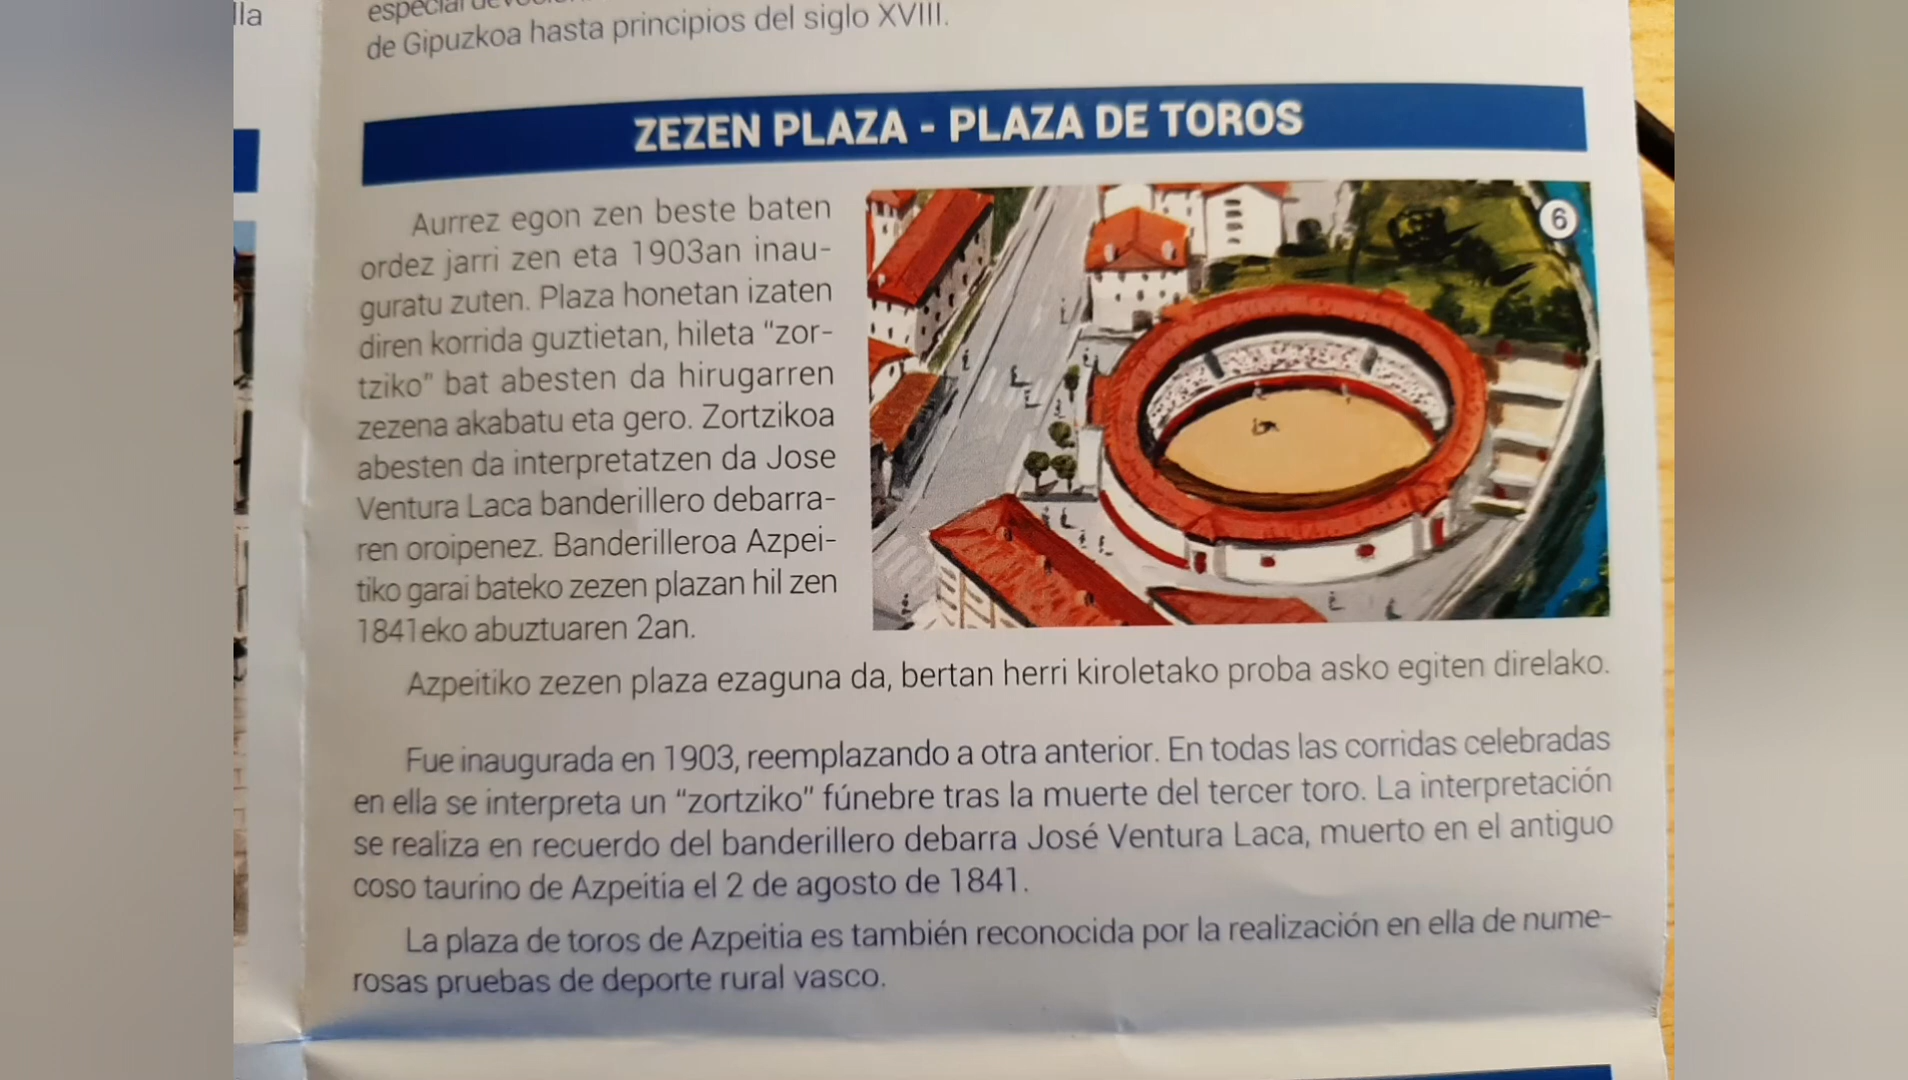 lla
de Gipuzkoa hasta principios del siglo XVIII.
ZEZEN PLAZA - PLAZA DE TOROS
Aurrez egon zen beste baten
ordez jarri zen eta 1903an inau-
guratu zuten. Plaza honetan izaten
diren korrida guztietan, hileta "zor-
tziko" bat abesten da hirugarren
zezena akabatu eta gero. Zortzikoa
abesten da interpretatzen da Jose
Ventura Laca banderillero debarra-
ren oroipenez. Banderilleroa Azpei-
tiko garai bateko zezen plazan hil zen
1841eko abuztuaren 2an.
6
Azpeitiko zezen plaza ezaguna da, bertan herri kiroletako proba asko egiten direlako.
Fue inaugurada en 1903, reemplazando a otra anterior. En todas las corridas celebradas
en ella se interpreta un "zortziko" fúnebre tras la muerte del tercer toro. La interpretación
se realiza en recuerdo del banderillero debarra José Ventura Laca, muerto en el antiguo
coso taurino de Azpeitia el 2 de agosto de 1841.
La plaza de toros de Azpeitia es también reconocida por la realización en ella de nume-
rosas pruebas de deporte rural vasco.